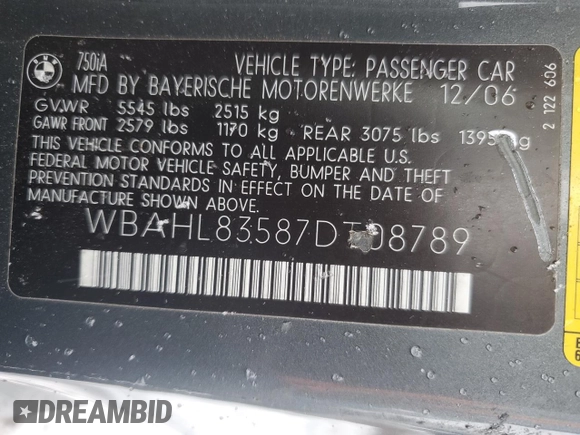 BMW
750iA
VEHICLE TYPE: PASSENGER CAR
MFD BY BAYERISCHE MOTORENWERKE 12/06
GVWR 5545 lbs 2515 kg
GAWR FRONT 2579 lbs 1170 kg REAR 3075 lbs 1395 kg
THIS VEHICLE CONFORMS TO ALL APPLICABLE U.S.
FEDERAL MOTOR VEHICLE SAFETY, BUMPER AND THEFT
PREVENTION STANDARDS IN EFFECT ON THE DATE OF
MANUFACTURE SHOWN ABOVE.
WBAHL83587DT08789
2 122 606
DREAMBID